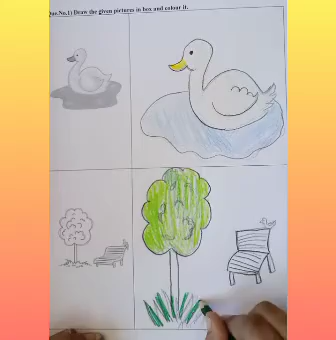 Que.No.1) Draw the given pictures in box and colour it.